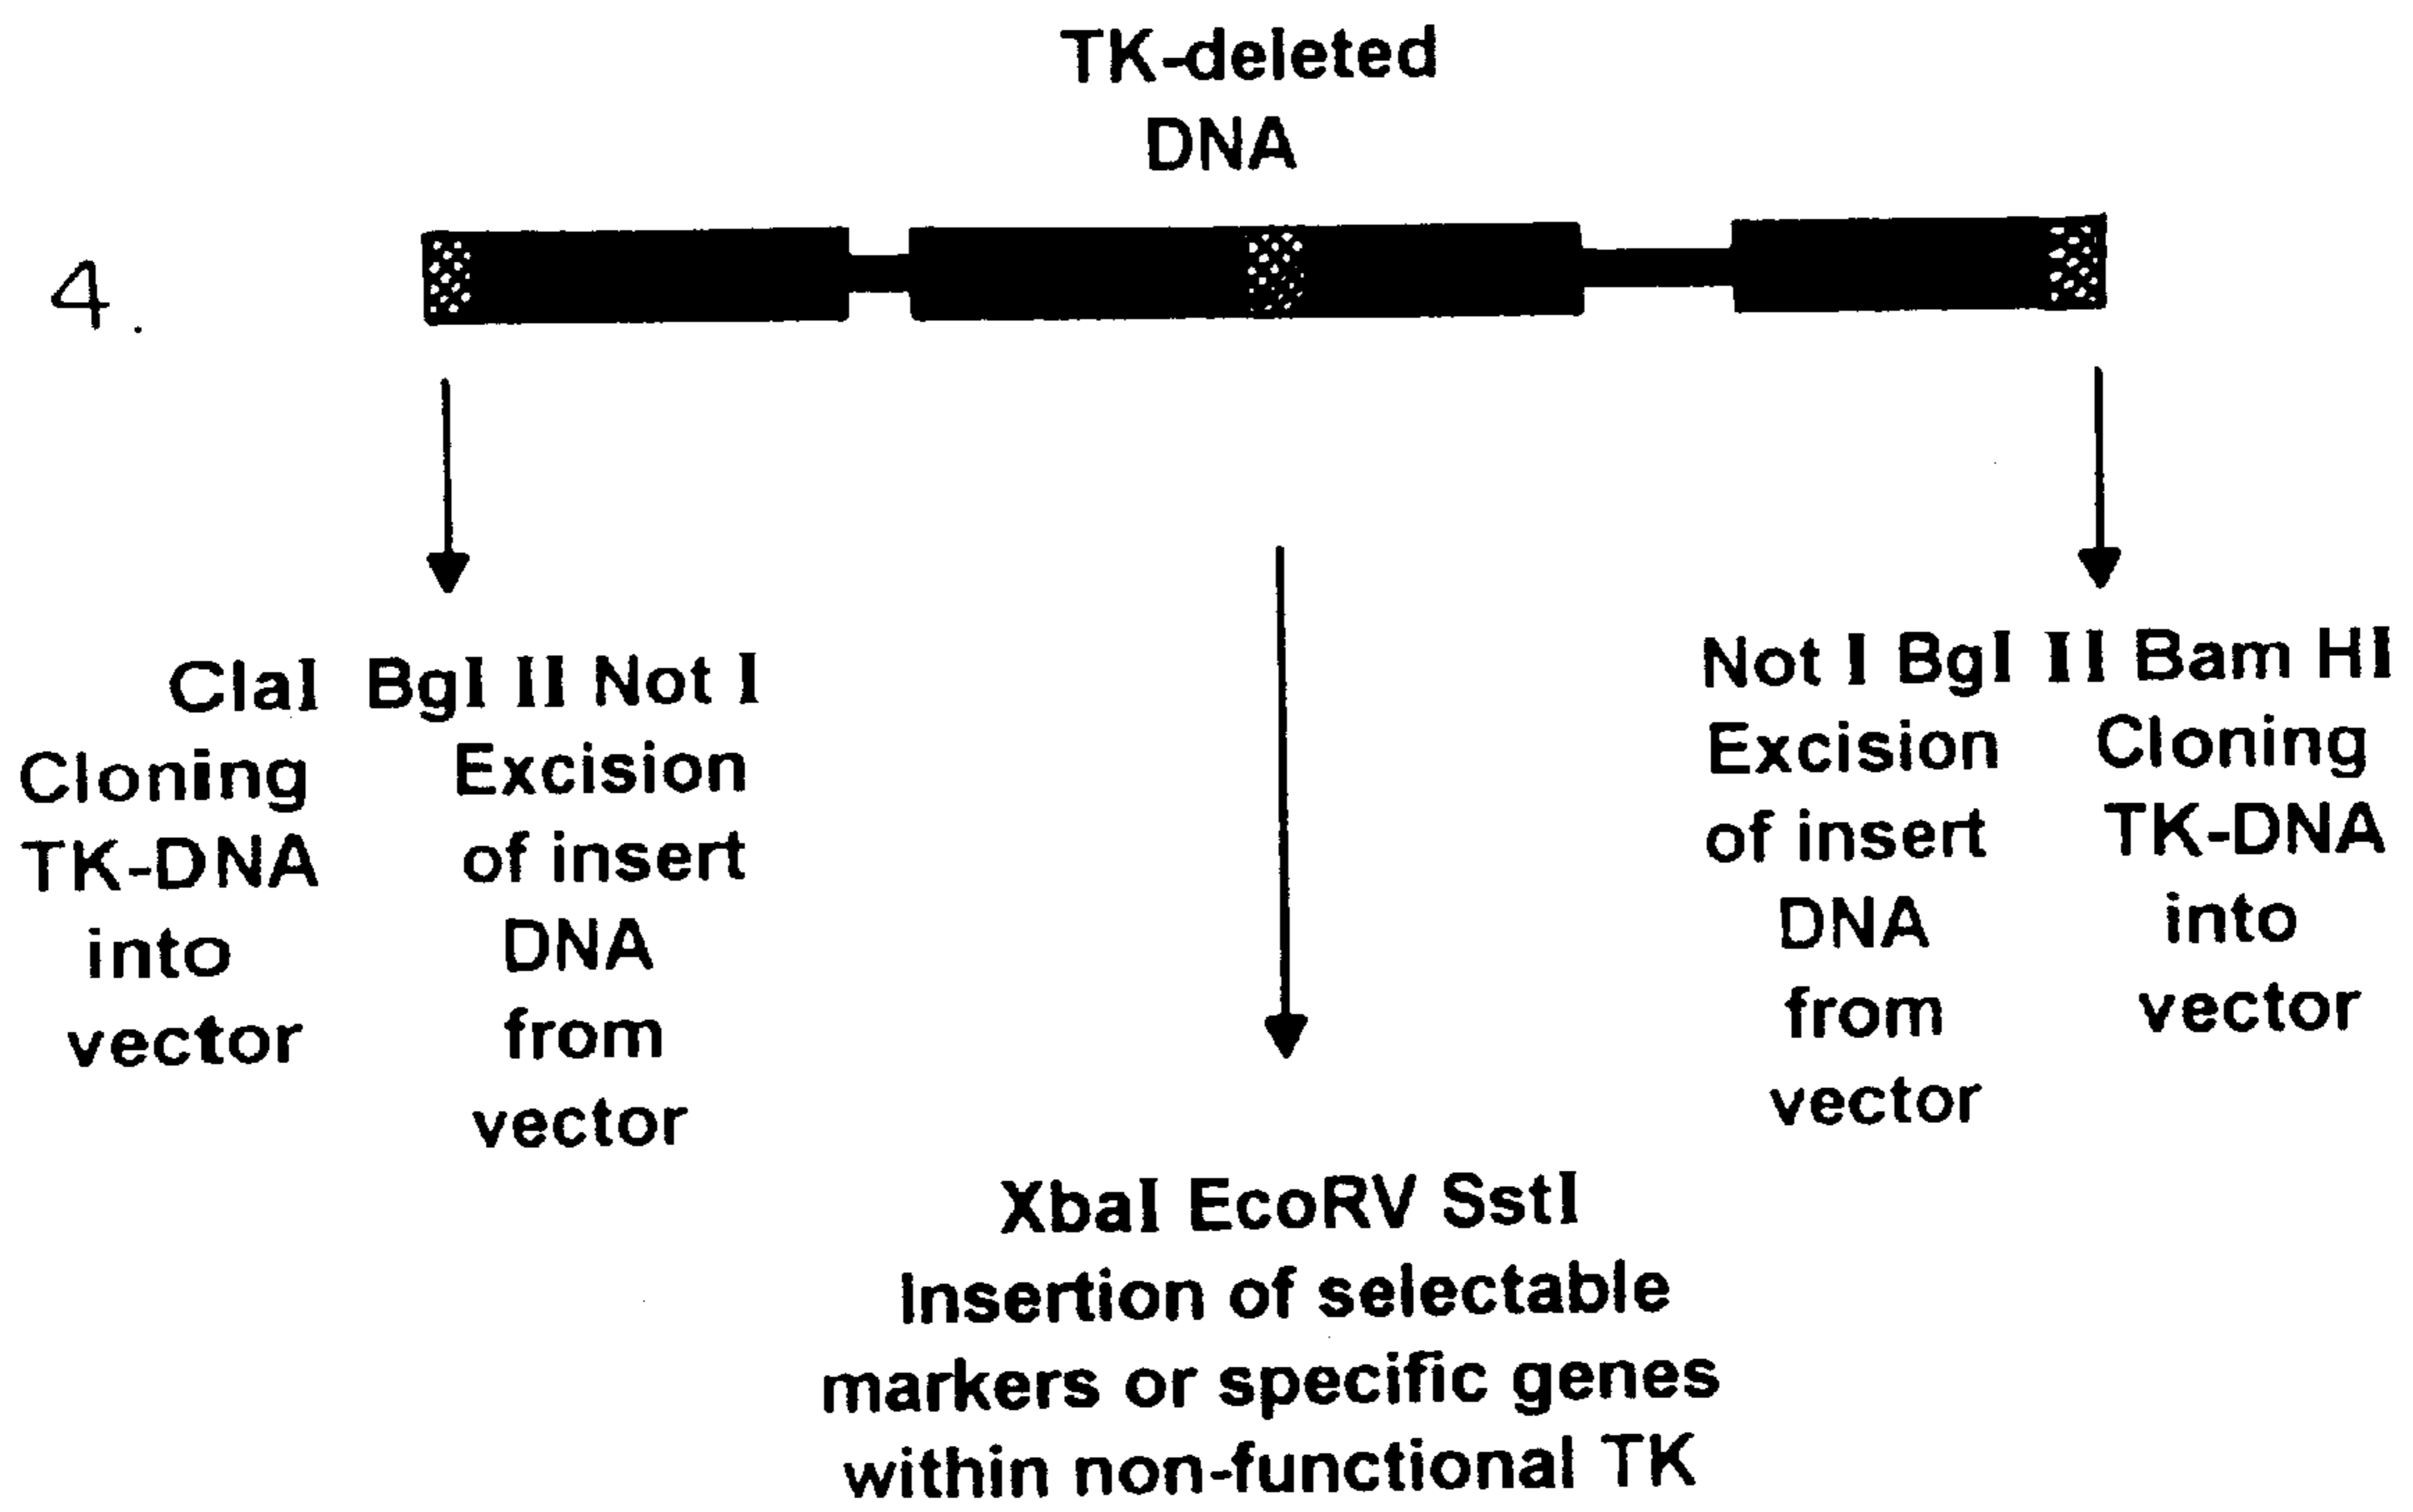 TK-deleted
DNA
4.
ClaI BglI II Not I
Cloning
TK-DNA
into
vector
Excision
of insert
DNA
from
vector
Not I BglI II Bam HI
Excision
of insert
DNA
from
vector
Cloning
TK-DNA
into
vector
XbaI EcoRV SstI
Insertion of selectable
markers or specific genes
within non-functional TK